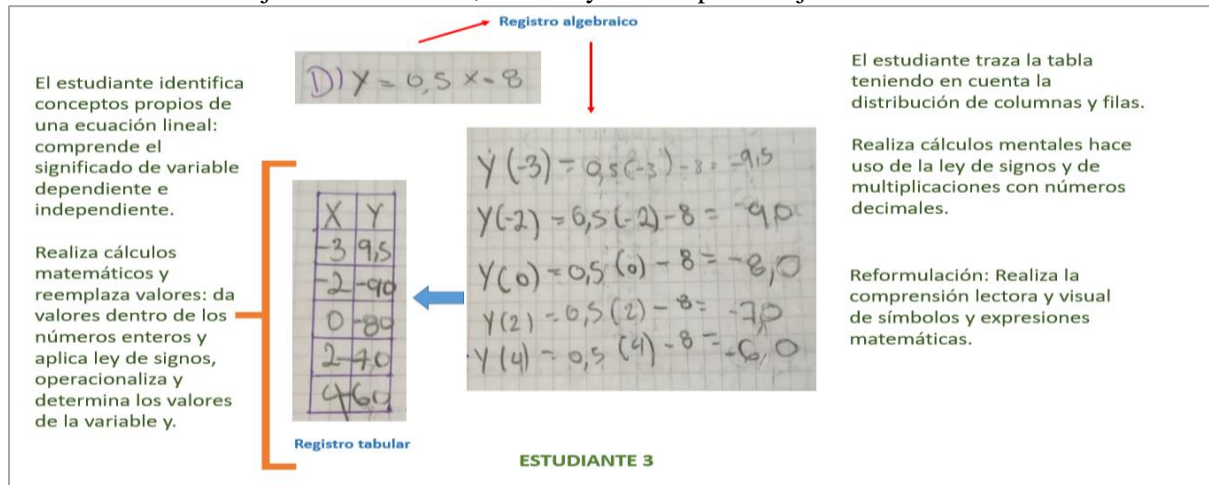 Registro algebraico
D) Y = 0,5 x - 8
El estudiante identifica
conceptos propios de
una ecuación lineal:
comprende el
significado de variable
dependiente e
independiente.
Realiza cálculos
matemáticos y
reemplaza valores: da
valores dentro de los
números enteros y
aplica ley de signos,
operacionaliza y
determina los valores
de la variable y.
X Y
-3 9,5
-2 -90
0 -80
2 -7,0
4 -6,0
Registro tabular
Y(-3) = 0,5(-3) - 8 = -9,5
Y(-2) = 0,5(-2) - 8 = -9,0
Y(0) = 0,5(0) - 8 = -8,0
Y(2) = 0,5(2) - 8 = -7,0
Y(4) = 0,5(4) - 8 = -6,0
El estudiante traza la tabla
teniendo en cuenta la
distribución de columnas y filas.
Realiza cálculos mentales hace
uso de la ley de signos y de
multiplicaciones con números
decimales.
Reformulación: Realiza la
comprensión lectora y visual
de símbolos y expresiones
matemáticas.
ESTUDIANTE 3